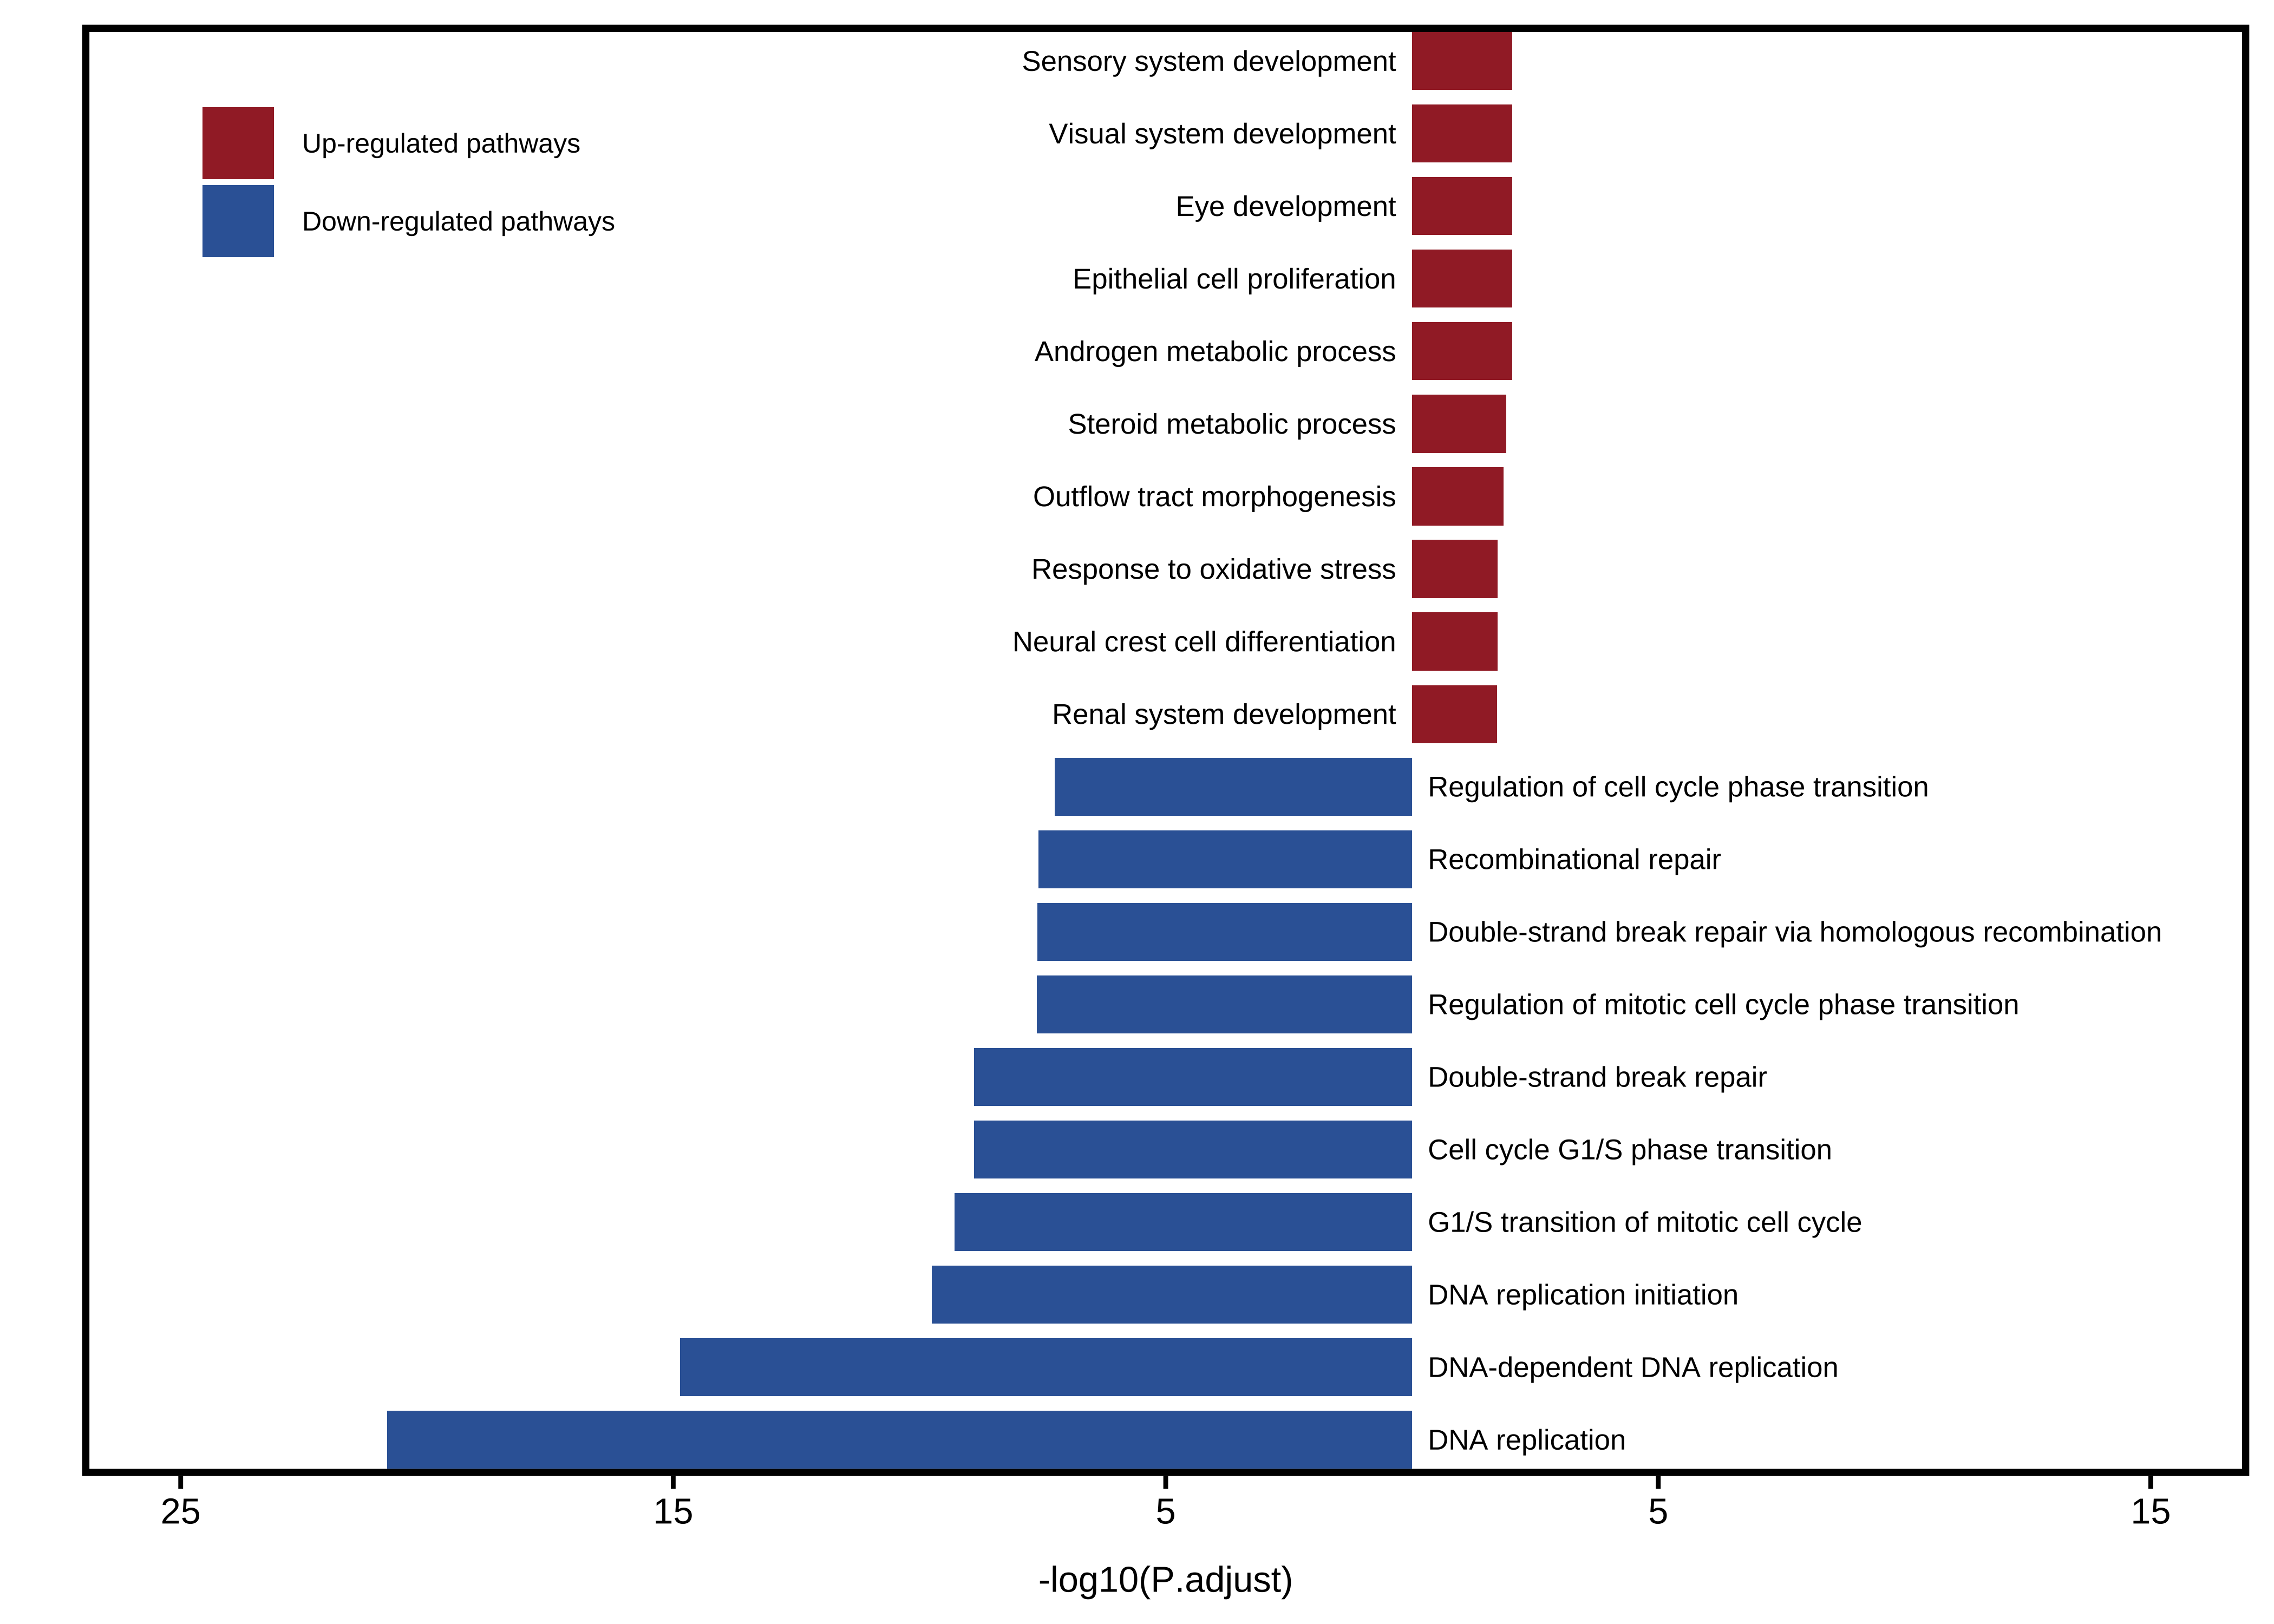 Sensory system development
Visual system development
Up-regulated pathways
Eye development
Down-regulated pathways
Epithelial cell proliferation
Androgen metabolic process
Steroid metabolic process
Outflow tract morphogenesis
Response to oxidative stress
Neural crest cell differentiation
Renal system development
Regulation of cell cycle phase transition
Recombinational repair
Double-strand break repair via homologous recombination
Regulation of mitotic cell cycle phase transition
Double-strand break repair
Cell cycle G1/S phase transition
G1/S transition of mitotic cell cycle
DNA replication initiation
DNA-dependent DNA replication
DNA replication
25 15 5 5 15
-log10(P.adjust)